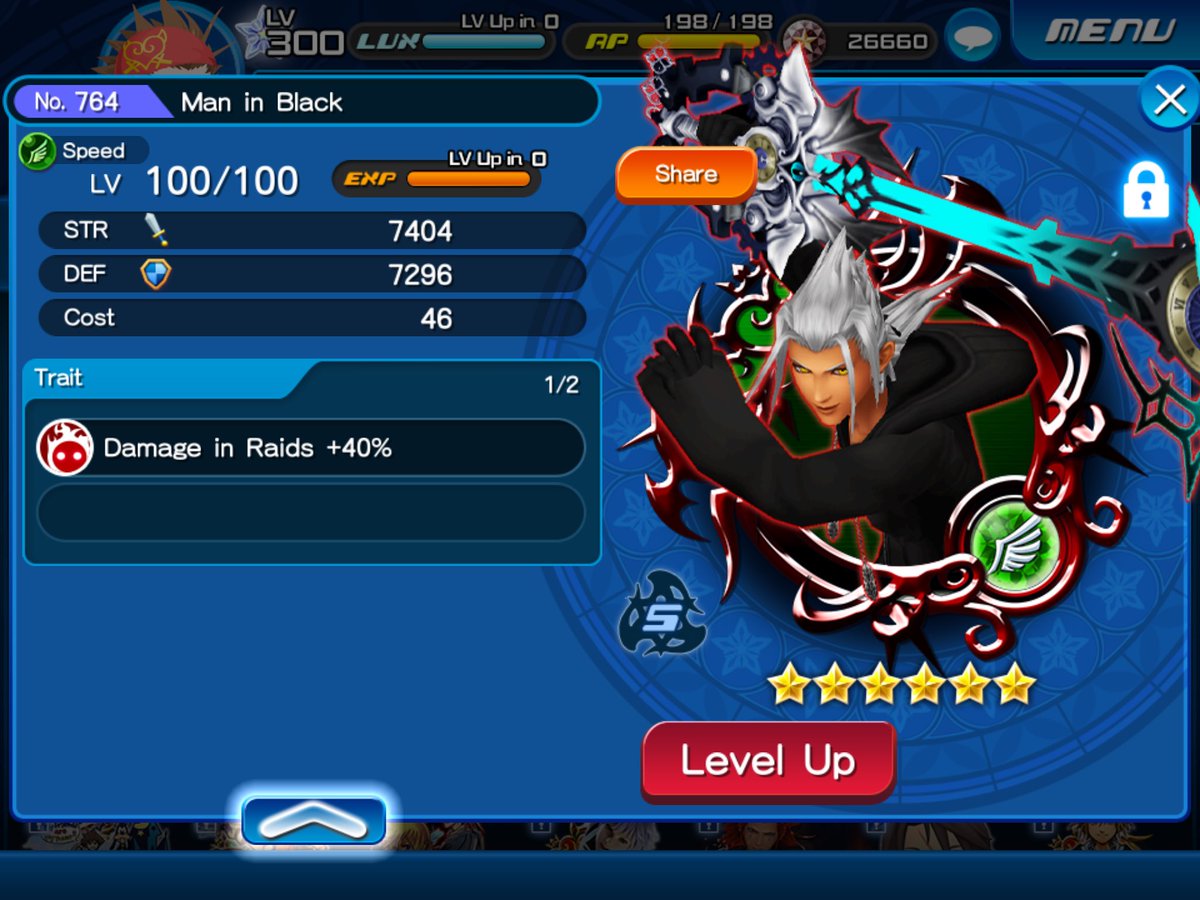 LV
300
LUX
LV Up in 0
AP
198 / 198
26660
MENU
No. 764
Man in Black
Speed
LV 100/100
EXP
LV Up in 0
Share
STR 7404
DEF 7296
Cost 46
Trait
1/2
Damage in Raids +40%
S
Level Up